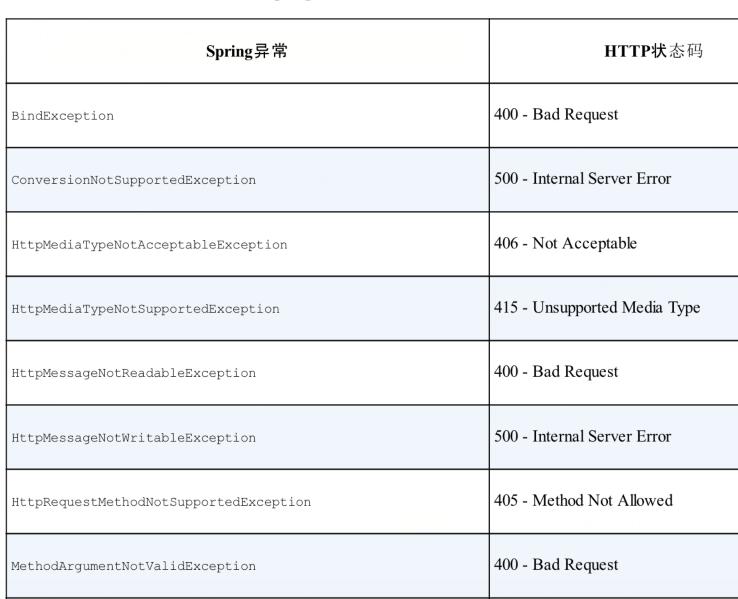 Spring异常 HTTP状态码
BindException 400 - Bad Request
ConversionNotSupportedException 500 - Internal Server Error
HttpMediaTypeNotAcceptableException 406 - Not Acceptable
HttpMediaTypeNotSupportedException 415 - Unsupported Media Type
HttpMessageNotReadableException 400 - Bad Request
HttpMessageNotWritableException 500 - Internal Server Error
HttpRequestMethodNotSupportedException 405 - Method Not Allowed
MethodArgumentNotValidException 400 - Bad Request